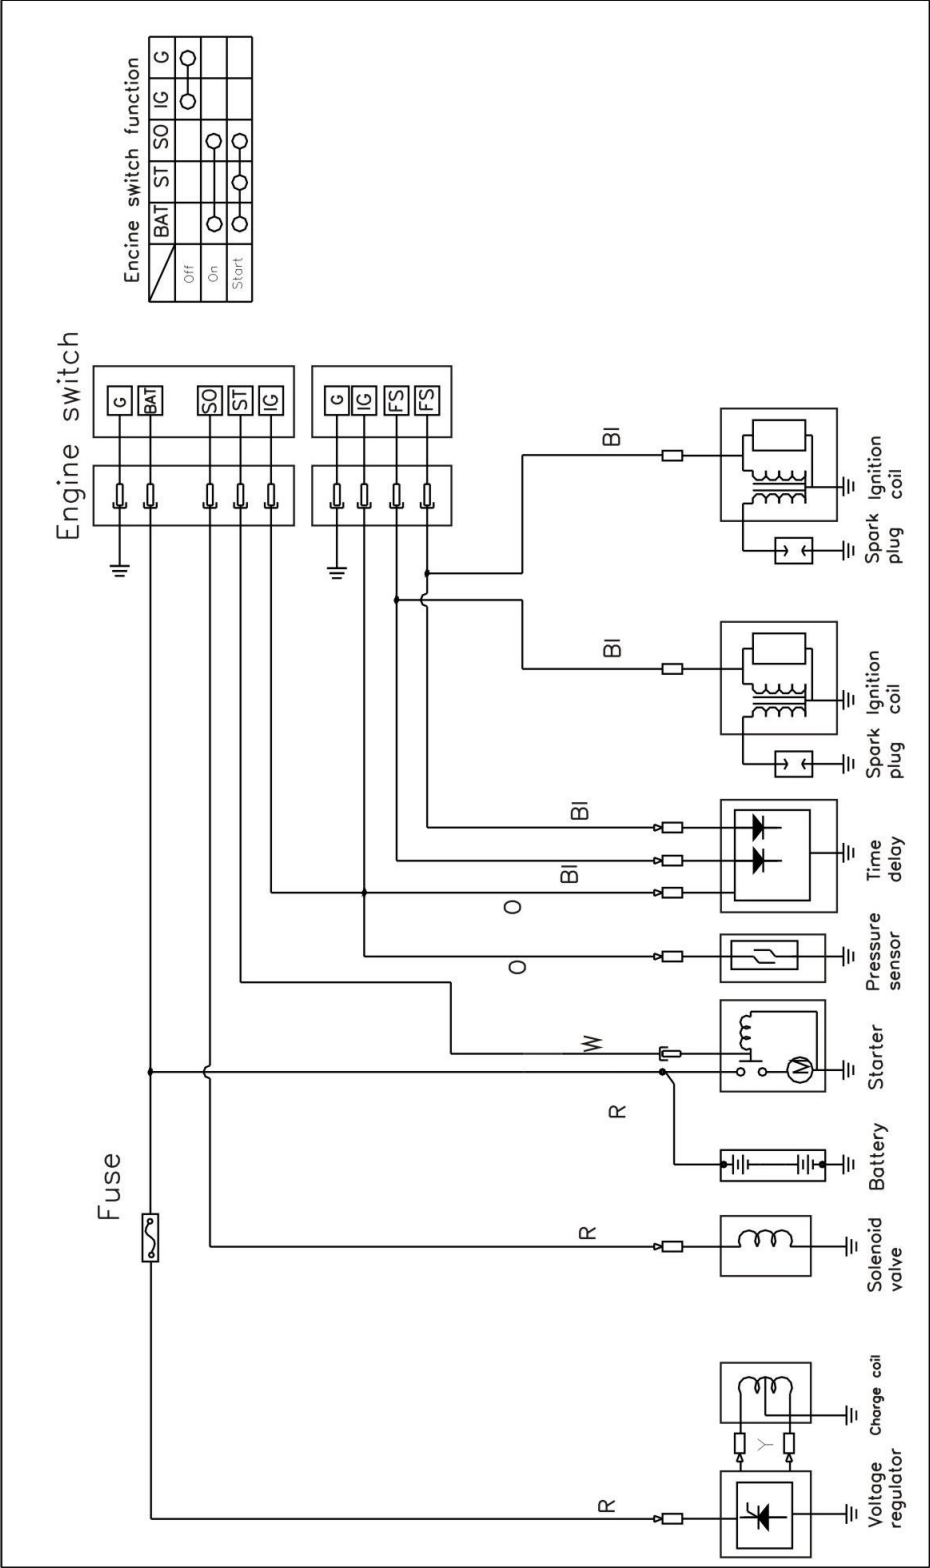 Encine switch function
BAT ST SO IG G
Off
On
Start
Engine switch
G
BAT
SO
ST
IG
G
IG
FS
FS
Fuse
R
Y
R
R
W
O
O
Bl
Bl
Bl
Bl
Voltage
regulator
Charge coil
Solenoid
valve
Battery
Starter
M
Pressure
sensor
Time
delay
Spark
plug
Ignition
coil
Spark
plug
Ignition
coil